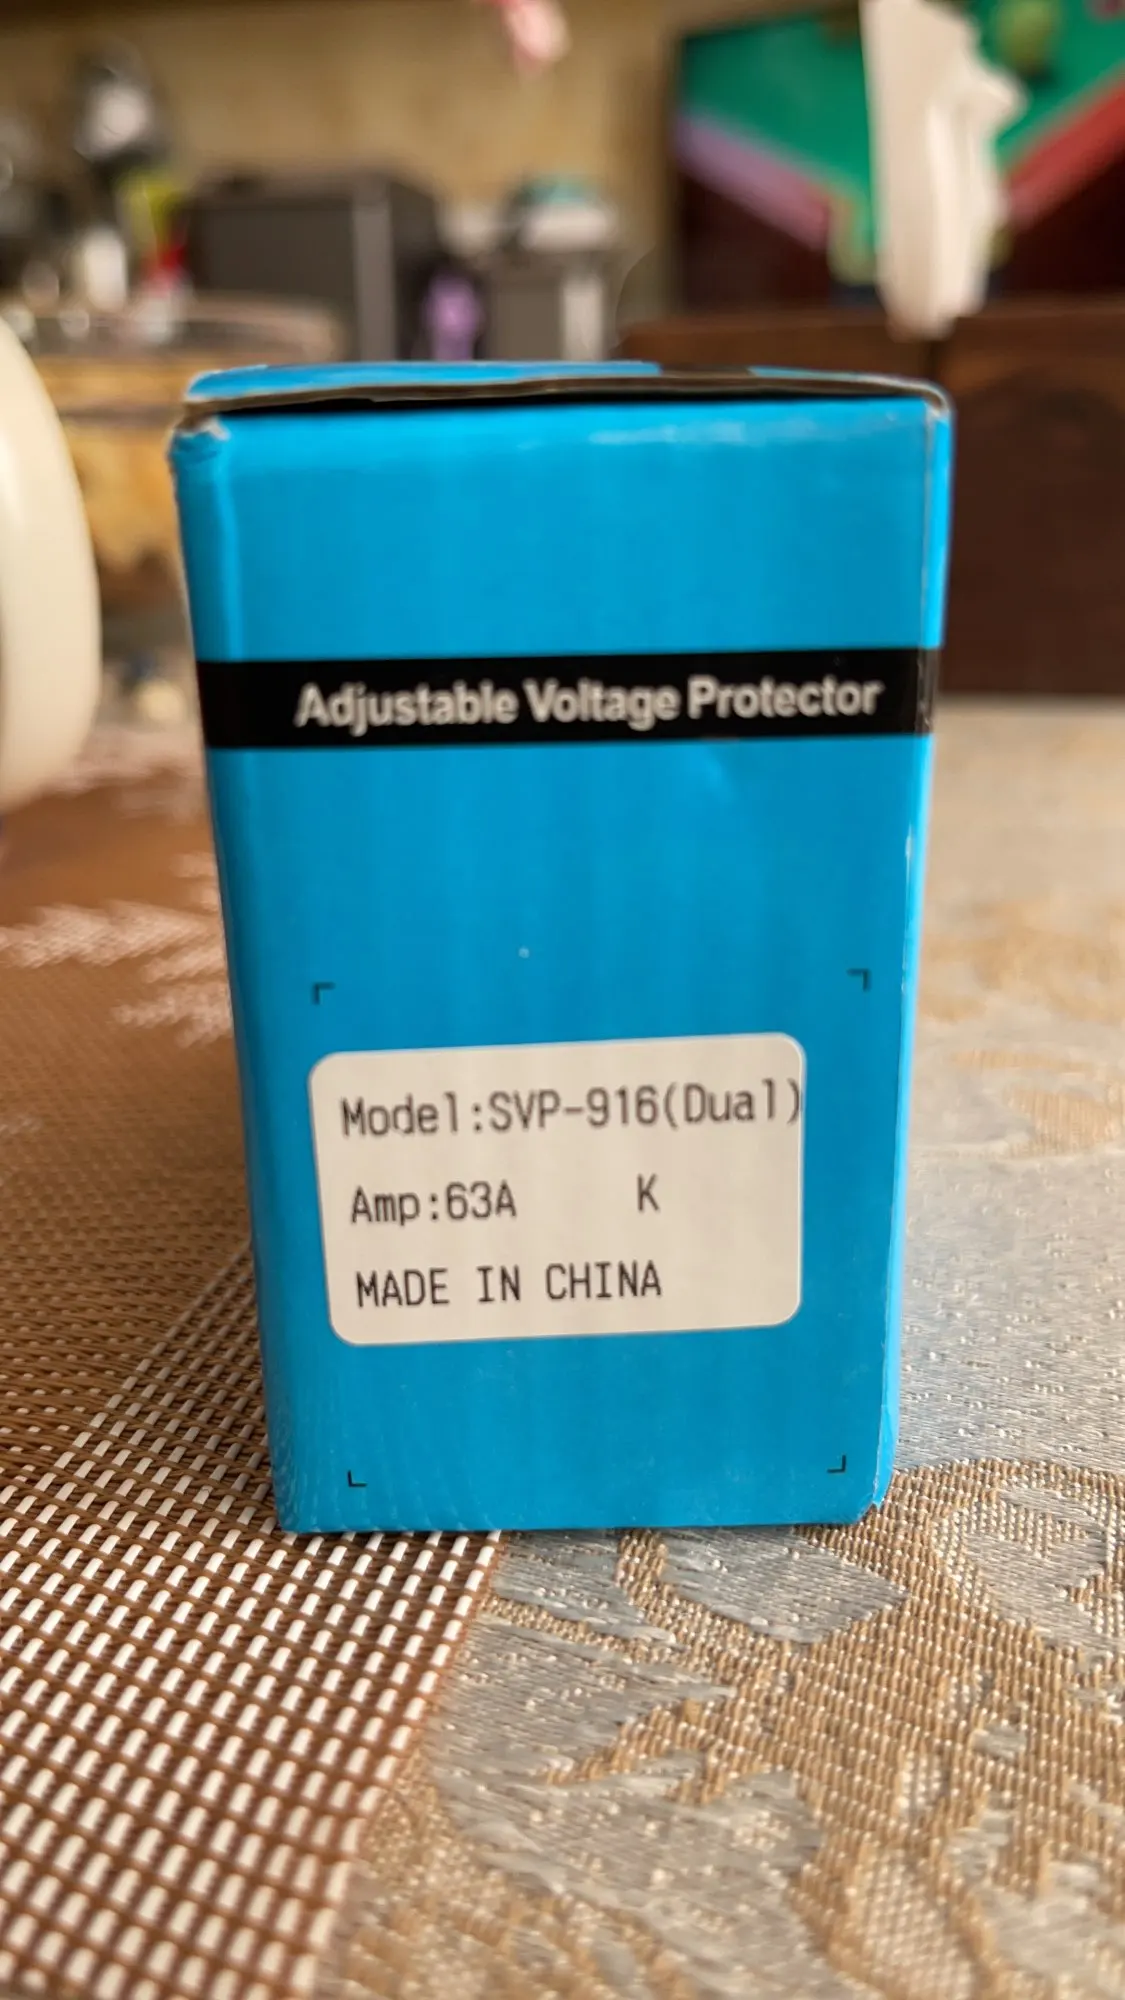 Adjustable Voltage Protector
Model:SVP-916(Dual)
Amp:63A K
MADE IN CHINA